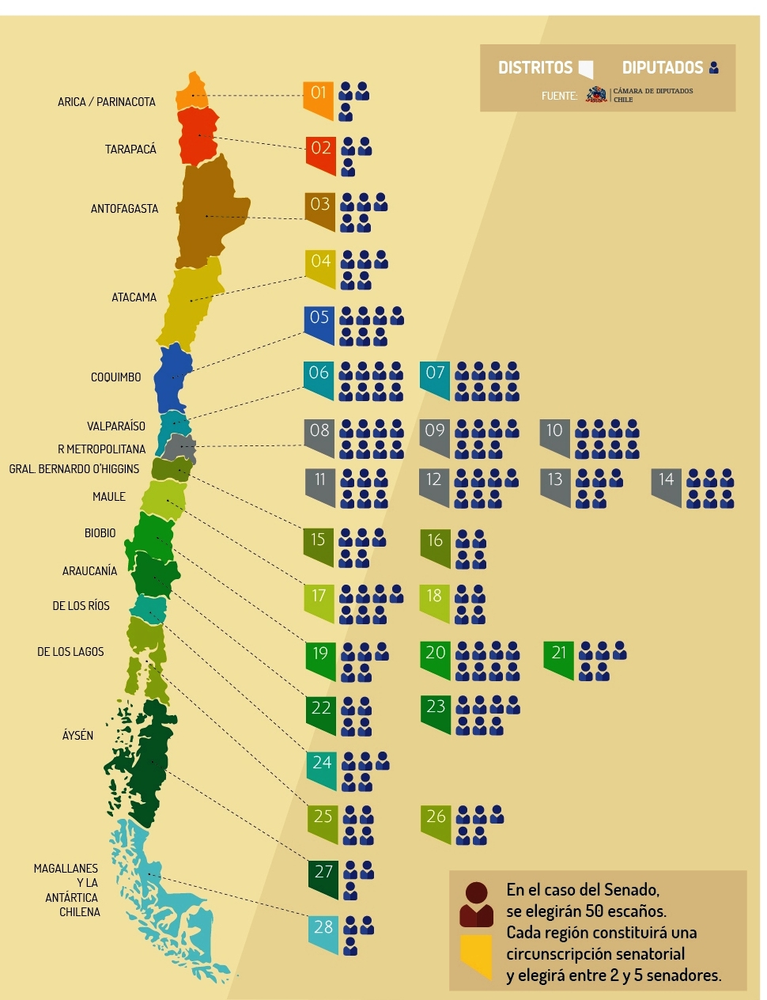 DISTRITOS DIPUTADOS
FUENTE: CÁMARA DE DIPUTADOS
CHILE
ARICA / PARINACOTA
01
TARAPACÁ
02
ANTOFAGASTA
03
04
ATACAMA
05
COQUIMBO
06 07
VALPARAÍSO
R METROPOLITANA
08 09 10
GRAL. BERNARDO O'HIGGINS
11 12 13 14
MAULE
BIOBIO
15 16
ARAUCANÍA
17 18
DE LOS RÍOS
DE LOS LAGOS
19 20 21
22 23
ÁYSÉN
24
25 26
MAGALLANES
Y LA
ANTÁRTICA
CHILENA
27
28
En el caso del Senado,
se elegirán 50 escaños.
Cada región constituirá una
circunscripción senatorial
y elegirá entre 2 y 5 senadores.